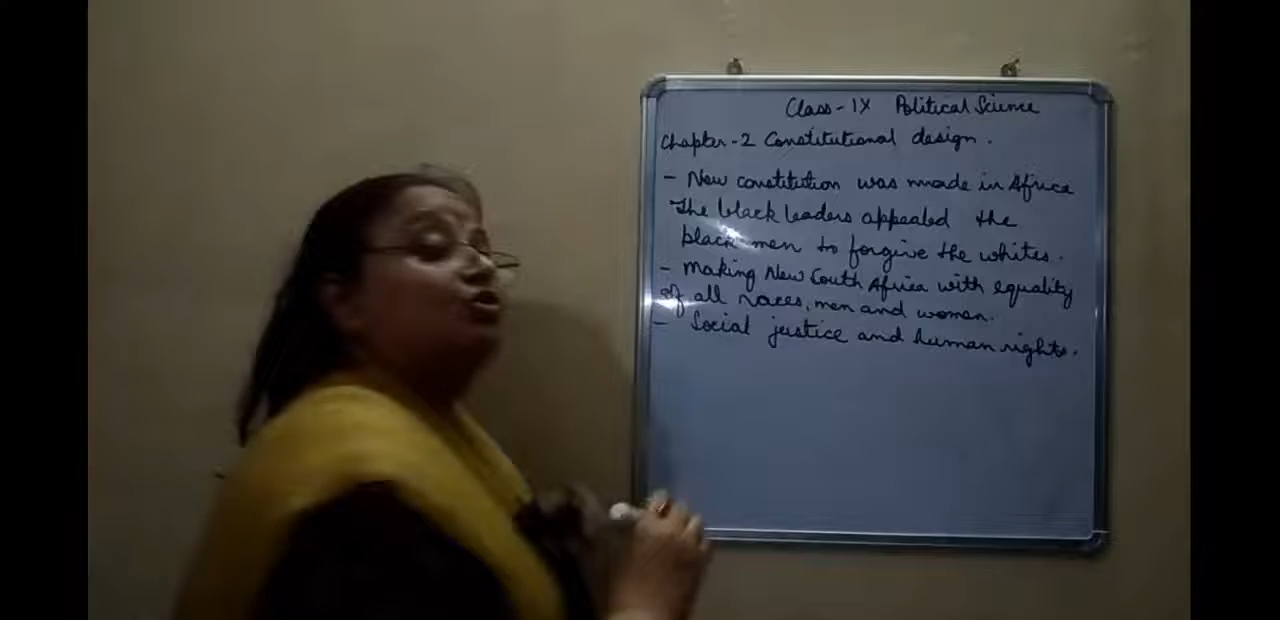 Class-IX Political Science
Chapter-2 Constitutional design.
- New constitution was made in Africa
The black leaders appealed the
black men to forgive the whites.
- Making New South Africa with equality
of all races, men and women.
- Social justice and human rights.